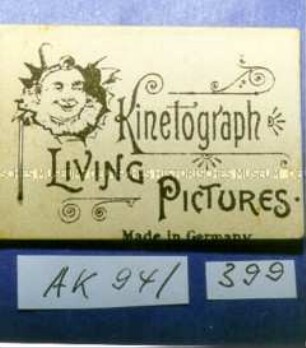 Kinetograph
LIVING
PICTURES.
Made in Germany
AK 94/
399